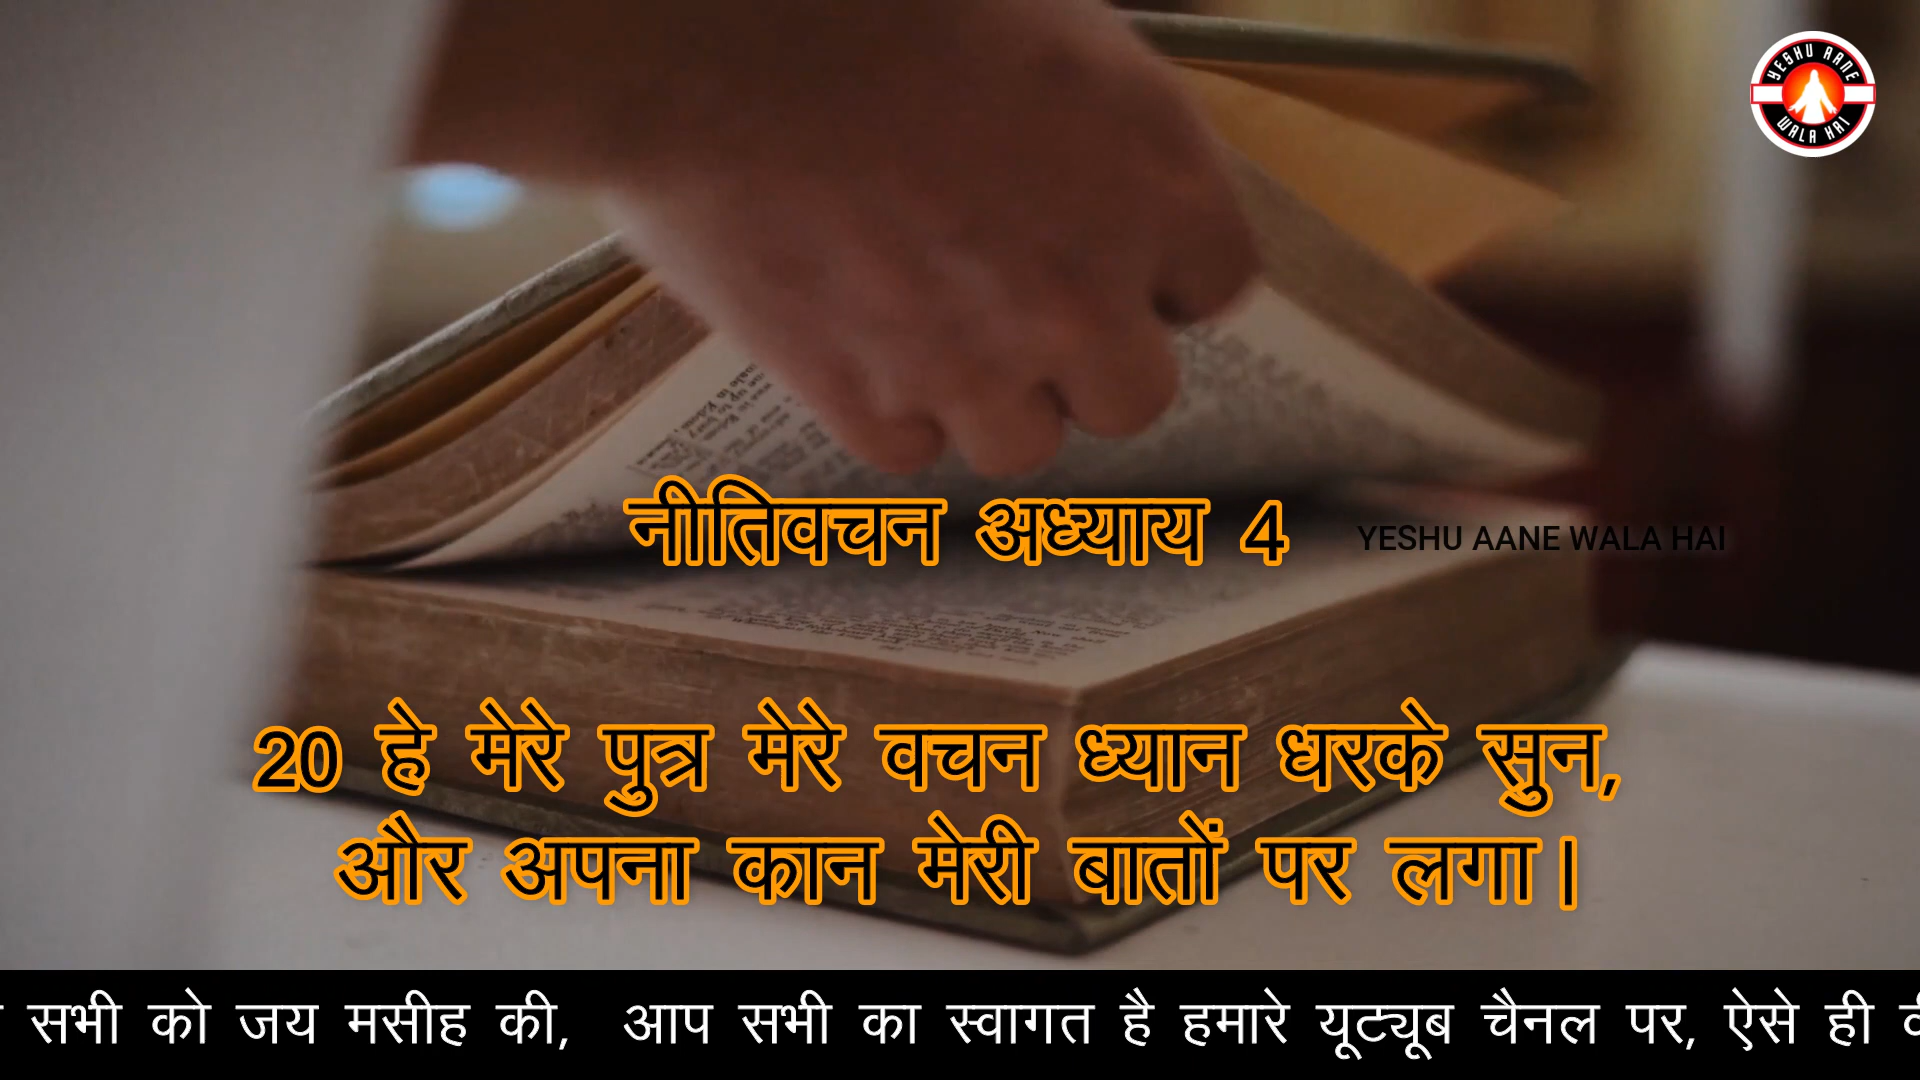 YESHU AANE
WALA HAI
नीतिवचन अध्याय 4
YESHU AANE WALA HAI
20 हे मेरे पुत्र मेरे वचन ध्यान धरके सुन,
और अपना कान मेरी बातों पर लगा।
सभी को जय मसीह की, आप सभी का स्वागत है हमारे यूट्यूब चैनल पर, ऐसे ही